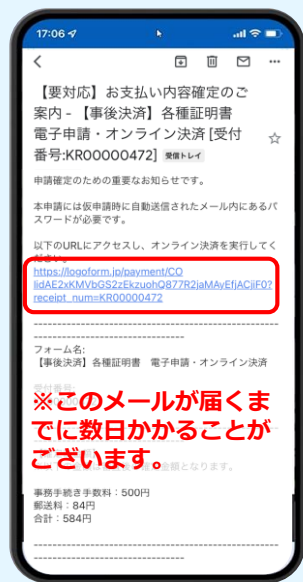 17:06
【要対応】お支払い内容確定のご
案内 - 【事後決済】各種証明書
電子申請・オンライン決済 [受付
番号:KR00000472] 受信トレイ
申請確定のための重要なお知らせです。
本申請には仮申請時に自動送信されたメール内にあるパ
スワードが必要です。
以下のURLにアクセスし、オンライン決済を実行してく
ださい。
https://logoform.jp/payment/CO
lidAE2xKMVbGS2zEkzuohQ877R2jaMAvEfjACjiF0?
receipt_num=KR00000472
----------------------------------------------------
--------------------------------
フォーム名:
【事後決済】各種証明書 電子申請・オンライン決済
受付番号:
※このメールが届くま
でに数日かかることが
ございます。
金額となります。
事務手続き手数料：500円
郵送料：84円
合計：584円
----------------------------------------------------
--------------------------------